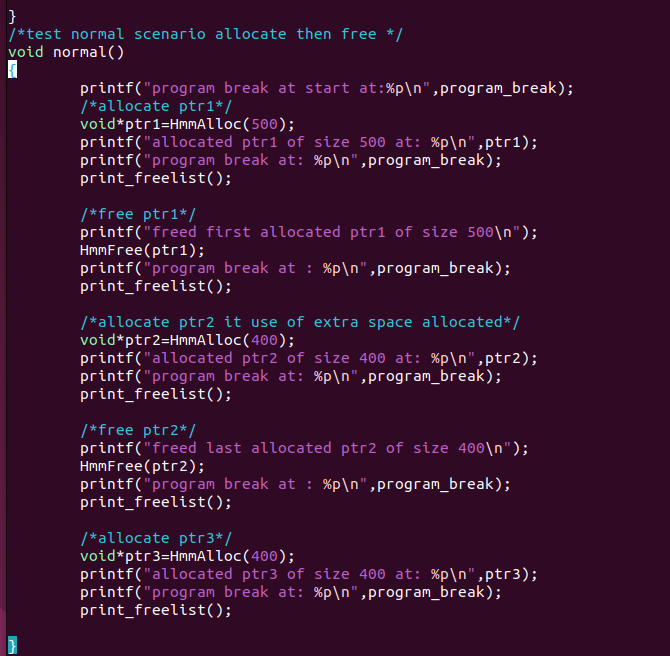 }
/*test normal scenario allocate then free */
void normal()
{
        printf("program break at start at:%p\n",program_break);
        /*allocate ptr1*/
        void*ptr1=HmmAlloc(500);
        printf("allocated ptr1 of size 500 at: %p\n",ptr1);
        printf("program break at: %p\n",program_break);
        print_freelist();

        /*free ptr1*/
        printf("freed first allocated ptr1 of size 500\n");
        HmmFree(ptr1);
        printf("program break at : %p\n",program_break);
        print_freelist();

        /*allocate ptr2 it use of extra space allocated*/
        void*ptr2=HmmAlloc(400);
        printf("allocated ptr2 of size 400 at: %p\n",ptr2);
        printf("program break at: %p\n",program_break);
        print_freelist();

        /*free ptr2*/
        printf("freed last allocated ptr2 of size 400\n");
        HmmFree(ptr2);
        printf("program break at : %p\n",program_break);
        print_freelist();

        /*allocate ptr3*/
        void*ptr3=HmmAlloc(400);
        printf("allocated ptr3 of size 400 at: %p\n",ptr3);
        printf("program break at: %p\n",program_break);
        print_freelist();

}